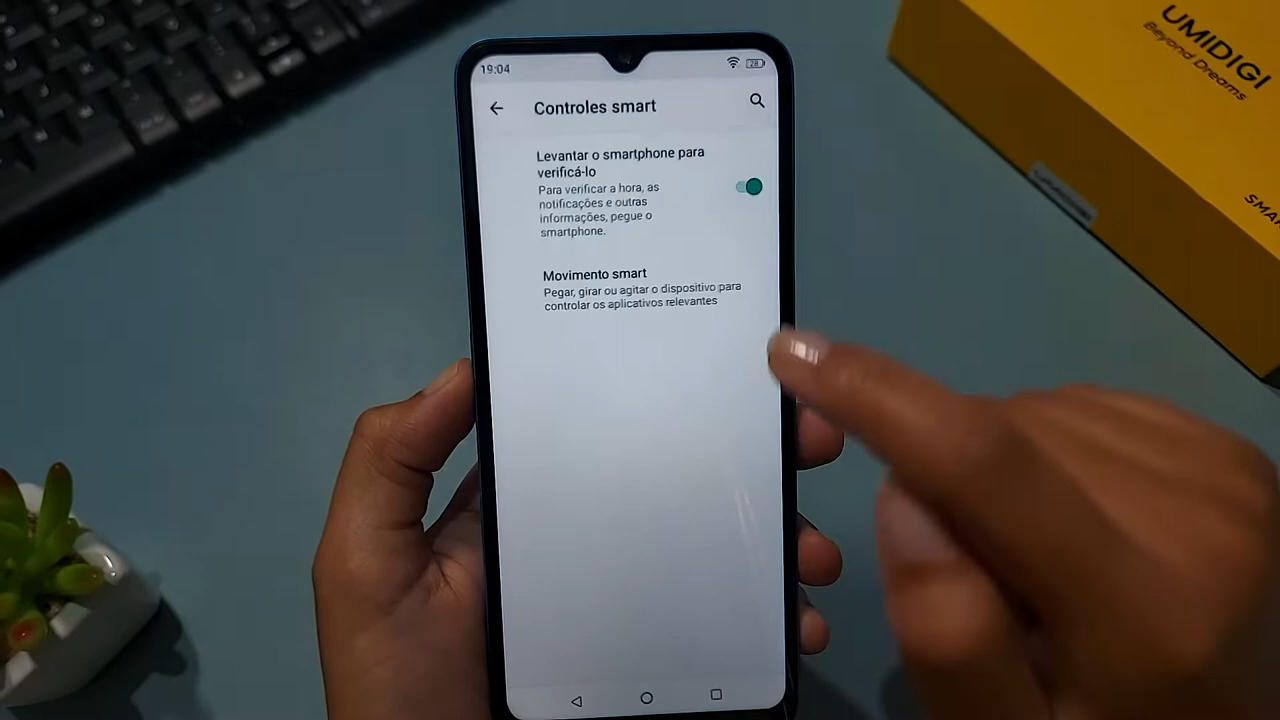 19:04
28
Controles smart
Levantar o smartphone para
verificá-lo
Para verificar a hora, as
notificações e outras
informações, pegue o
smartphone.
Movimento smart
Pegar, girar ou agitar o dispositivo para
controlar os aplicativos relevantes
UMIDIGI
Beyond Dreams